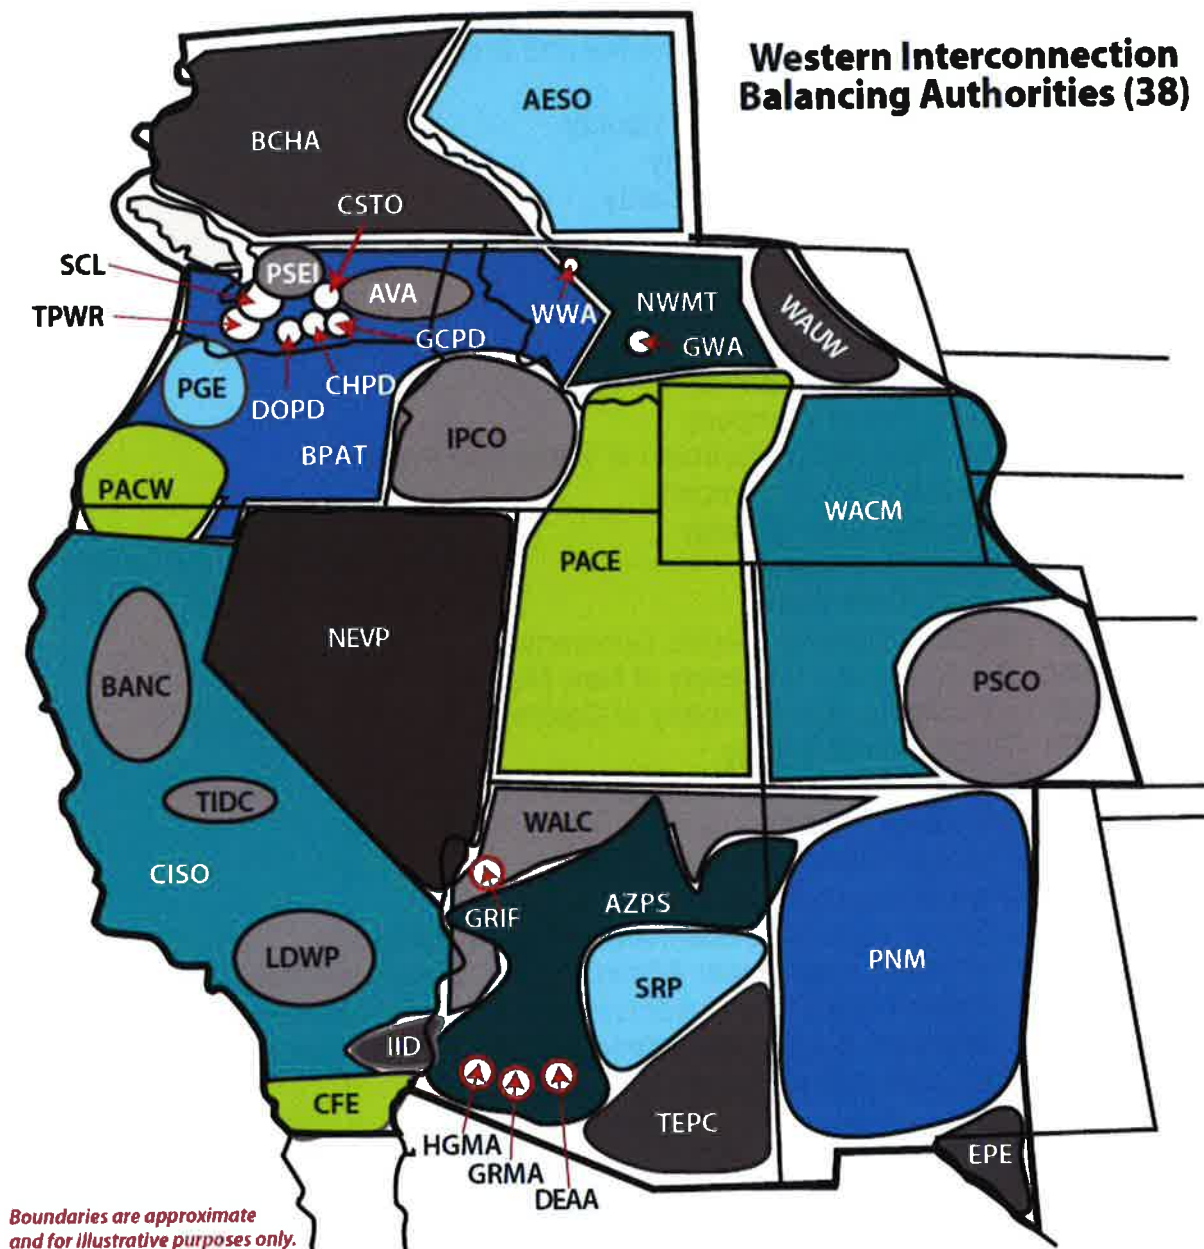 Western Interconnection
Balancing Authorities (38)
AESO
BCHA
CSTO
SCL
PSEI
AVA
WWA
NWMT
WAUW
TPWR
GCPD
GWA
PGE
CHPD
DOPD
IPCO
BPAT
PACW
WACM
PACE
NEVP
BANC
PSCO
TIDC
WALC
CISO
GRIF
AZPS
LDWP
SRP
PNM
IID
CFE
TEPC
HGMA
GRMA
DEAA
EPE
Boundaries are approximate
and for illustrative purposes only.